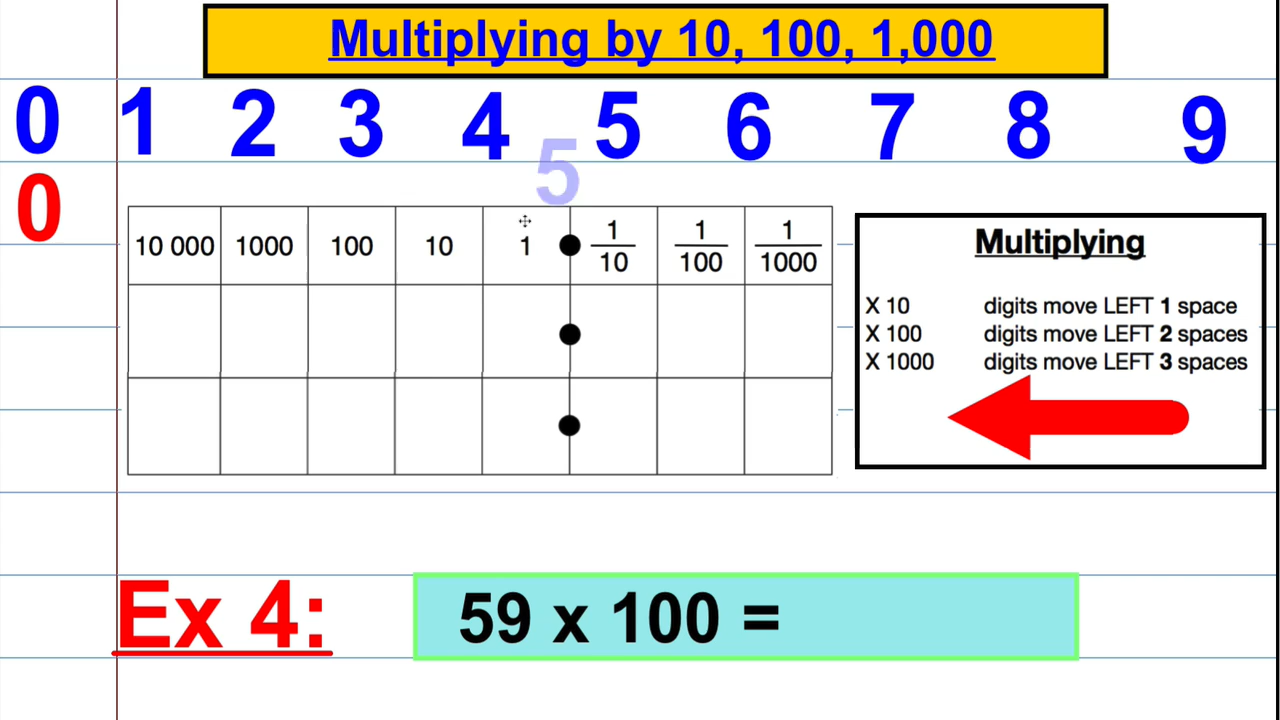 Multiplying by 10, 100, 1,000
0 1 2 3 4 5 6 7 8 9
5
0
10 000 1000 100 10 1 1/10 1/100 1/1000
Multiplying
X 10 digits move LEFT 1 space
X 100 digits move LEFT 2 spaces
X 1000 digits move LEFT 3 spaces
Ex 4:
59 x 100 =